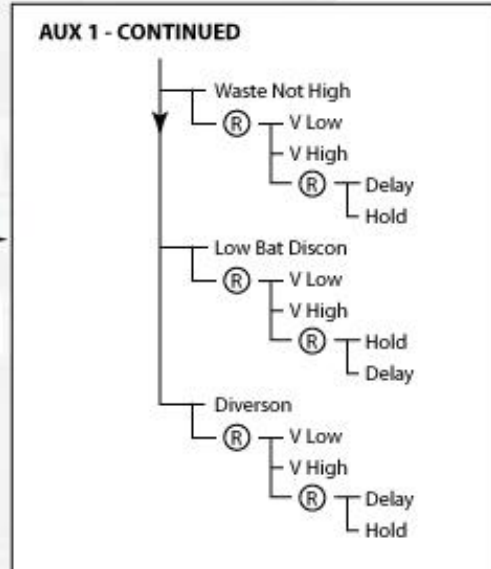 AUX 1 - CONTINUED
Waste Not High
R V Low
V High
R Delay
Hold
Low Bat Discon
R V Low
V High
R Hold
Delay
Diverson
R V Low
V High
R Delay
Hold